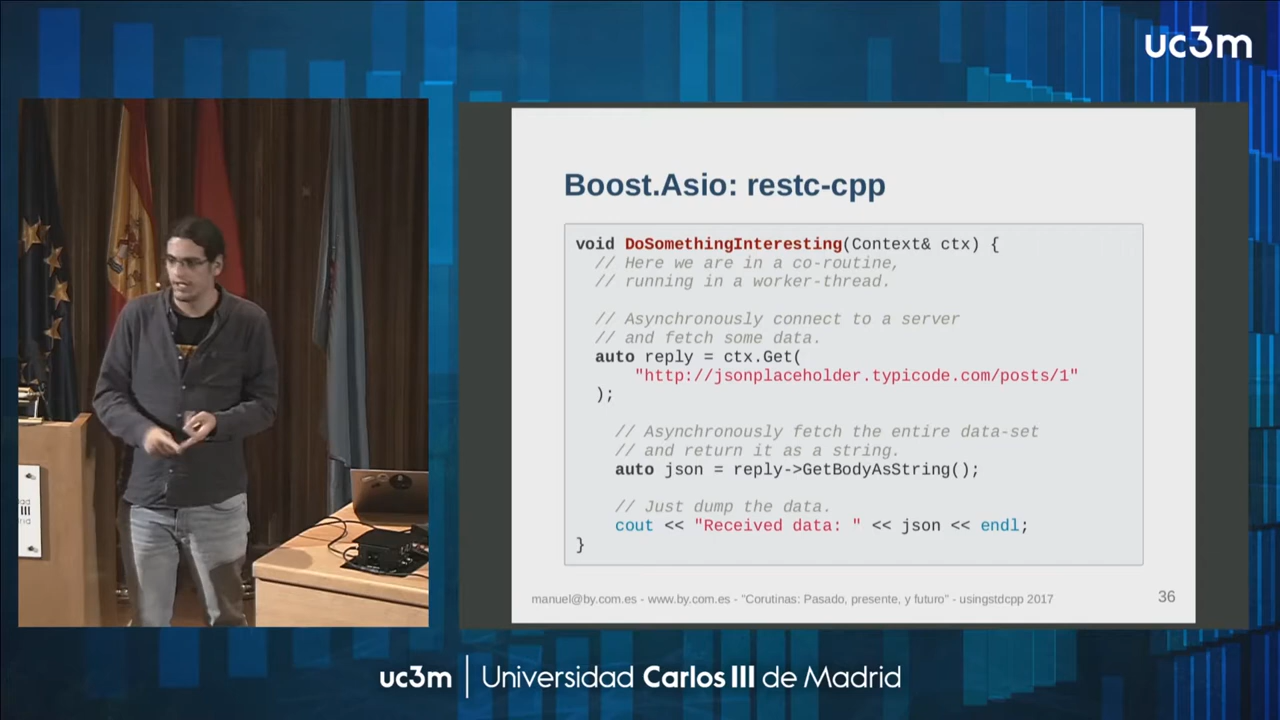 uc3m
Boost.Asio: restc-cpp
void DoSomethingInteresting(Context& ctx) {
// Here we are in a co-routine,
// running in a worker-thread.
// Asynchronously connect to a server
// and fetch some data.
auto reply = ctx.Get(
"http://jsonplaceholder.typicode.com/posts/1"
);
// Asynchronously fetch the entire data-set
// and return it as a string.
auto json = reply->GetBodyAsString();
// Just dump the data.
cout << "Received data: " << json << endl;
}
manuel@by.com.es - www.by.com.es - "Corutinas: Pasado, presente, y futuro" - usingstdcpp 2017
36
uc3m | Universidad Carlos III de Madrid